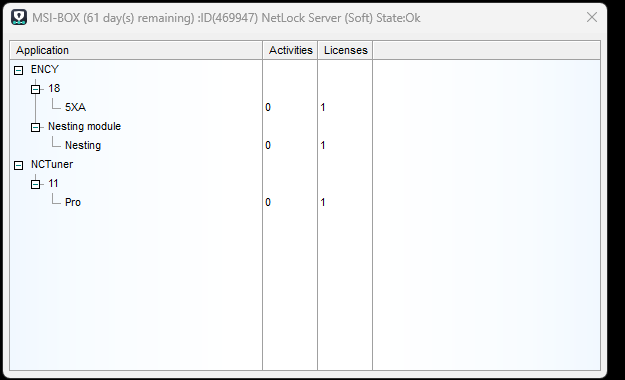 MSI-BOX (61 day(s) remaining) :ID(469947) NetLock Server (Soft) State:Ok
Application Activities Licenses
ENCY
18
5XA 0 1
Nesting module
Nesting 0 1
NCTuner
11
Pro 0 1